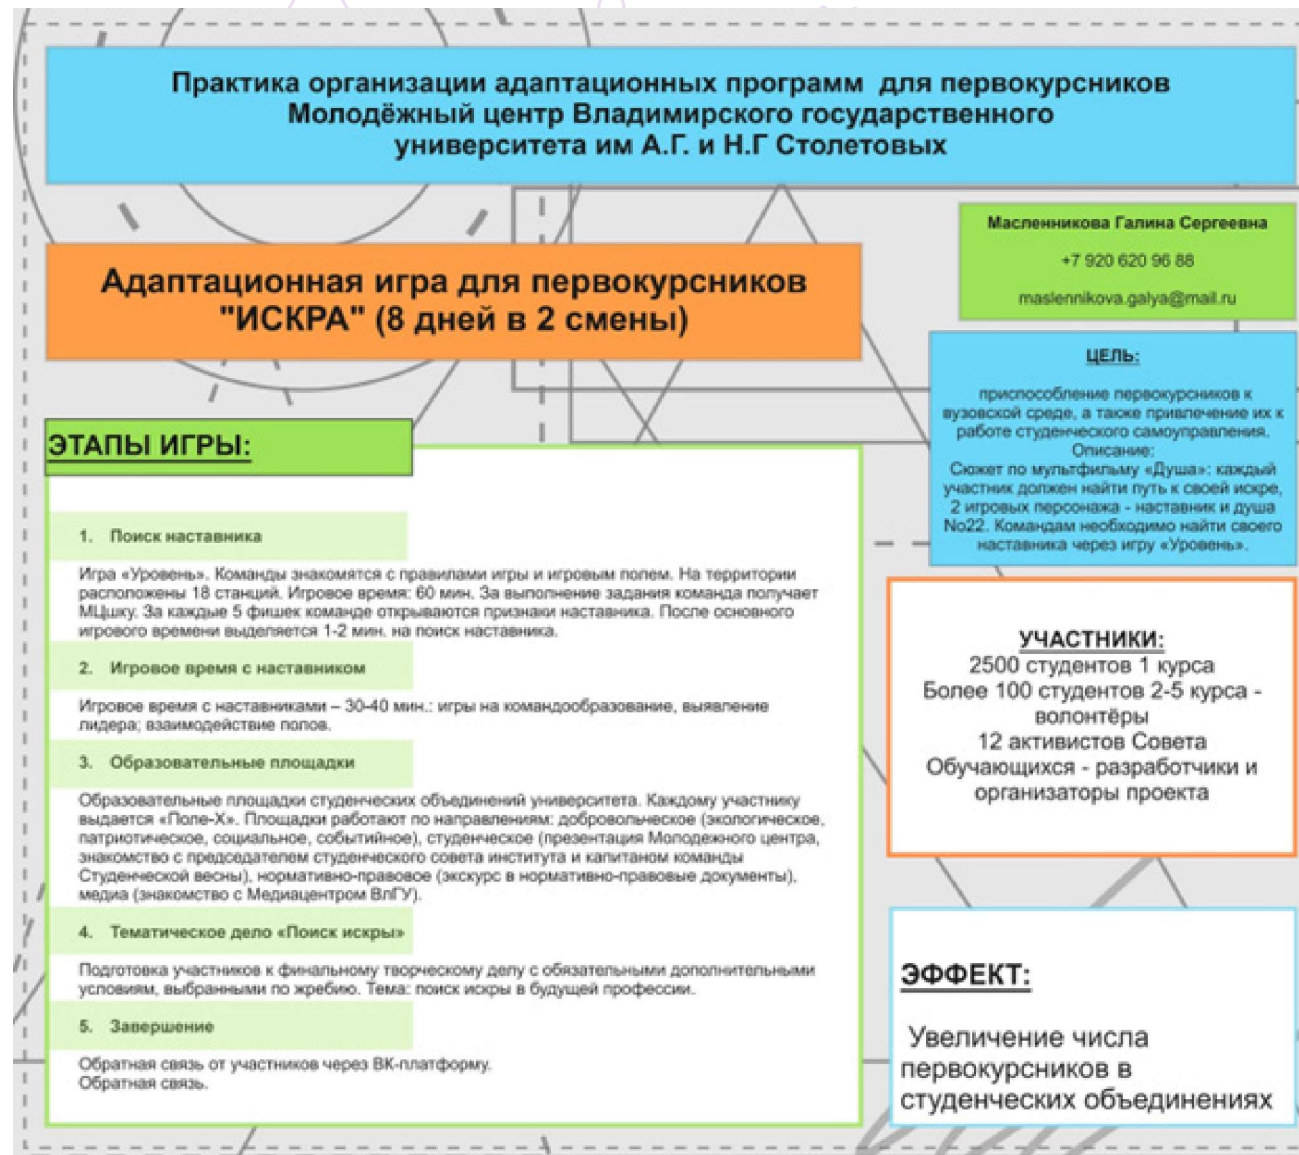 Практика организации адаптационных программ для первокурсников
Молодёжный центр Владимирского государственного
университета им А.Г. и Н.Г Столетовых
Масленникова Галина Сергеевна
+7 920 620 96 88
maslennikova.galya@mail.ru
Адаптационная игра для первокурсников
"ИСКРА" (8 дней в 2 смены)
ЦЕЛЬ:
приспособление первокурсников к
вузовской среде, а также привлечение их к
работе студенческого самоуправления.
Описание:
Сюжет по мультфильму «Душа»: каждый
участник должен найти путь к своей искре,
2 игровых персонажа - наставник и душа
No22. Командам необходимо найти своего
наставника через игру «Уровень».
ЭТАПЫ ИГРЫ:
1. Поиск наставника
Игра «Уровень». Команды знакомятся с правилами игры и игровым полем. На территории
расположены 18 станций. Игровое время: 60 мин. За выполнение задания команда получает
МЦшку. За каждые 5 фишек команде открываются признаки наставника. После основного
игрового времени выделяется 1-2 мин. на поиск наставника.
2. Игровое время с наставником
Игровое время с наставниками – 30-40 мин.: игры на командообразование, выявление
лидера; взаимодействие полов.
3. Образовательные площадки
Образовательные площадки студенческих объединений университета. Каждому участнику
выдается «Поле-Х». Площадки работают по направлениям: добровольческое (экологическое,
патриотическое, социальное, событийное), студенческое (презентация Молодежного центра,
знакомство с председателем студенческого совета института и капитаном команды
Студенческой весны), нормативно-правовое (экскурс в нормативно-правовые документы),
медиа (знакомство с Медиацентром ВлГУ).
4. Тематическое дело «Поиск искры»
Подготовка участников к финальному творческому делу с обязательными дополнительными
условиям, выбранными по жребию. Тема: поиск искры в будущей профессии.
5. Завершение
Обратная связь от участников через ВК-платформу.
Обратная связь.
УЧАСТНИКИ:
2500 студентов 1 курса
Более 100 студентов 2-5 курса -
волонтёры
12 активистов Совета
Обучающихся - разработчики и
организаторы проекта
ЭФФЕКТ:
Увеличение числа
первокурсников в
студенческих объединениях